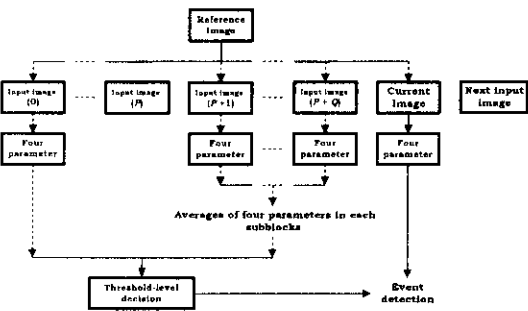 Reference
Image
Input image
(0)
Input image
(P)
Input image
(P + 1)
Input image
(P + Q)
Current
Image
Next input
image
Four
parameter
Four
parameter
Four
parameter
Four
parameter
Averages of four parameters in each
subblocks
Threshold-level
decision
Event
detection